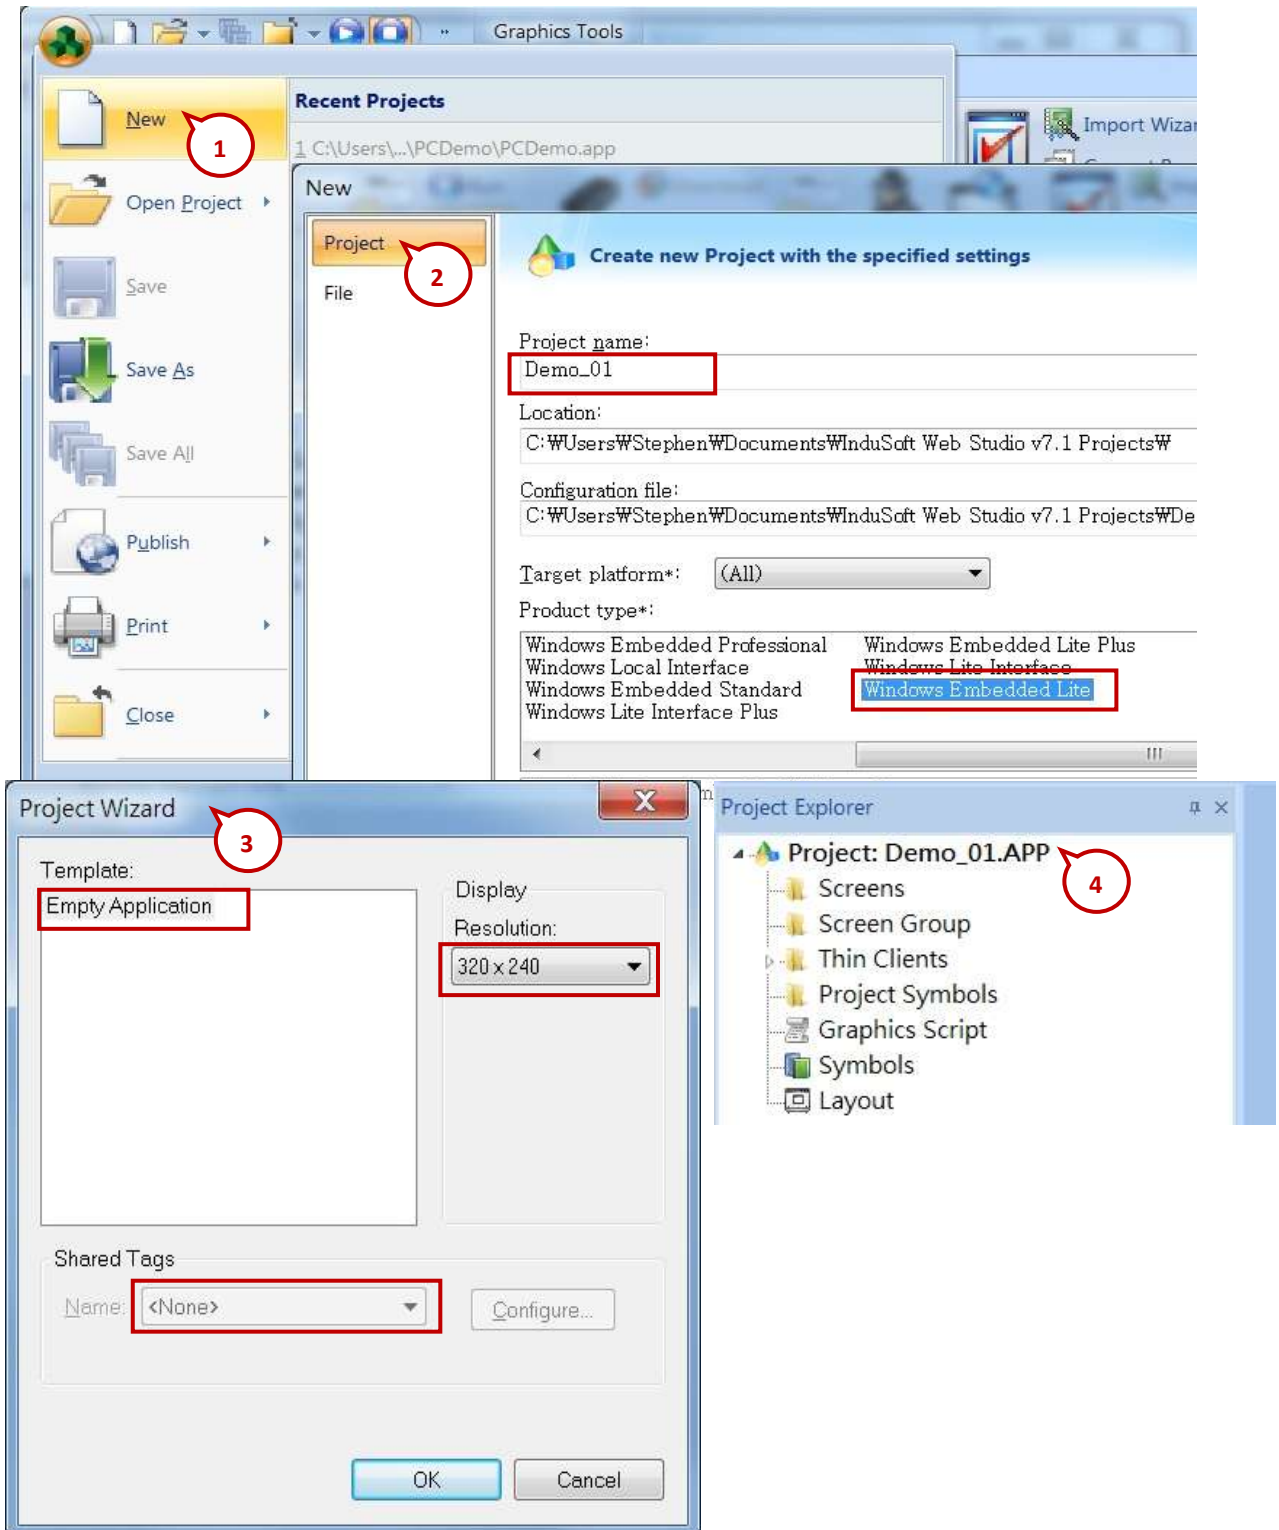 Graphics Tools
New
1
Recent Projects
1 C:\Users\...\PCDemo\PCDemo.app
Import Wizar
Open Project
Save
Save As
Save All
Publish
Print
Close
New
Project
2
File
Create new Project with the specified settings
Project name:
Demo_01
Location:
C:₩Users₩Stephen₩Documents₩InduSoft Web Studio v7.1 Projects₩
Configuration file:
C:₩Users₩Stephen₩Documents₩InduSoft Web Studio v7.1 Projects₩De
Target platform*: (All)
Product type*:
Windows Embedded Professional Windows Embedded Lite Plus
Windows Local Interface Windows Lite Interface
Windows Embedded Standard Windows Embedded Lite
Windows Lite Interface Plus
Project Wizard
3
Template:
Empty Application
Display
Resolution:
320 x 240
Shared Tags
Name: <None>
Configure...
OK Cancel
Project Explorer
Project: Demo_01.APP
4
Screens
Screen Group
Thin Clients
Project Symbols
Graphics Script
Symbols
Layout